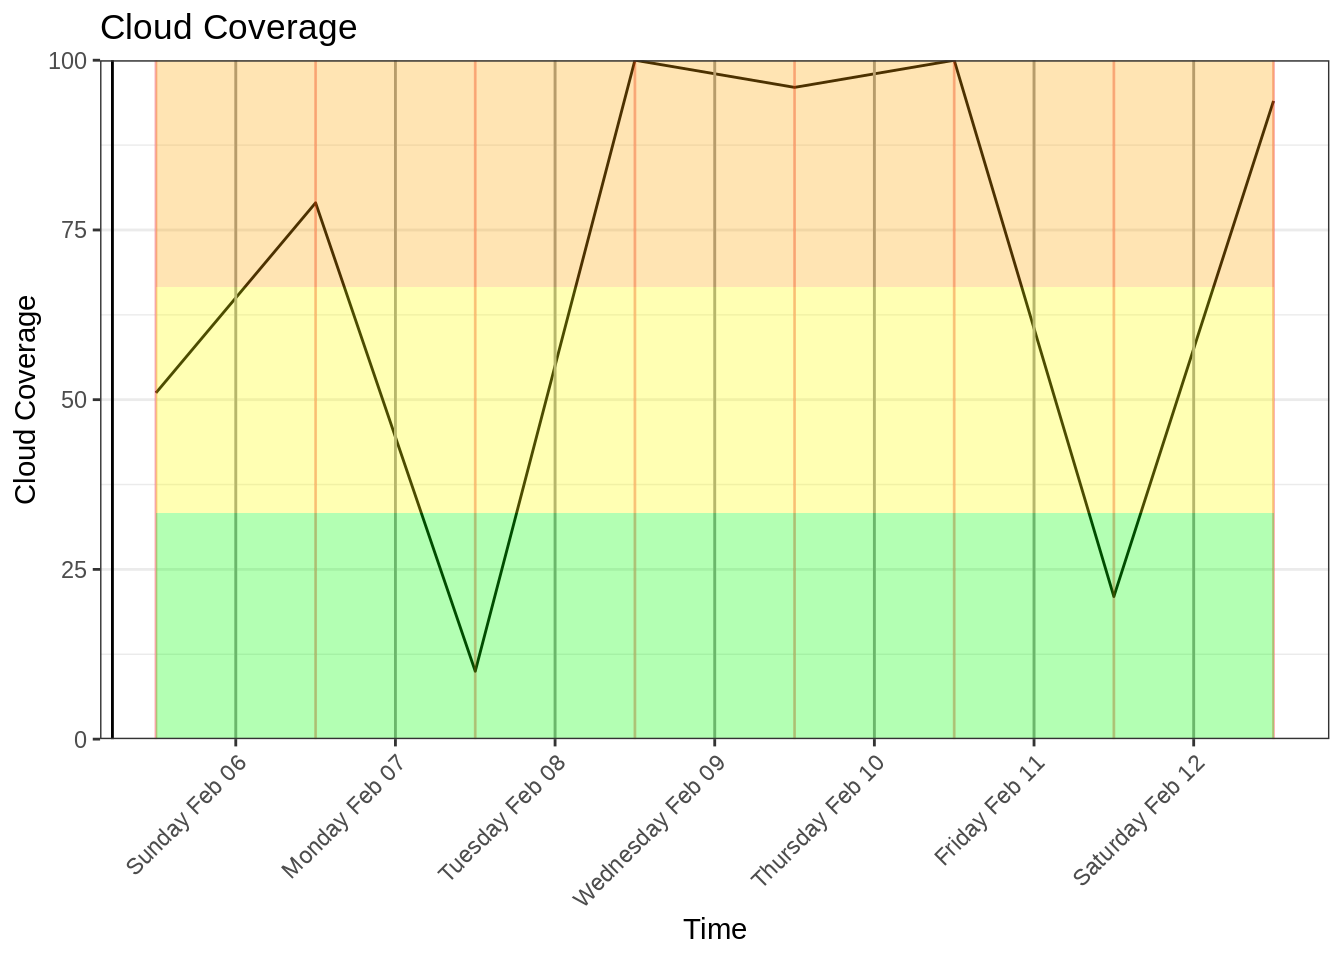 Cloud Coverage
100
75
50
25
0
Cloud Coverage
Sunday Feb 06
Monday Feb 07
Tuesday Feb 08
Wednesday Feb 09
Thursday Feb 10
Friday Feb 11
Saturday Feb 12
Time